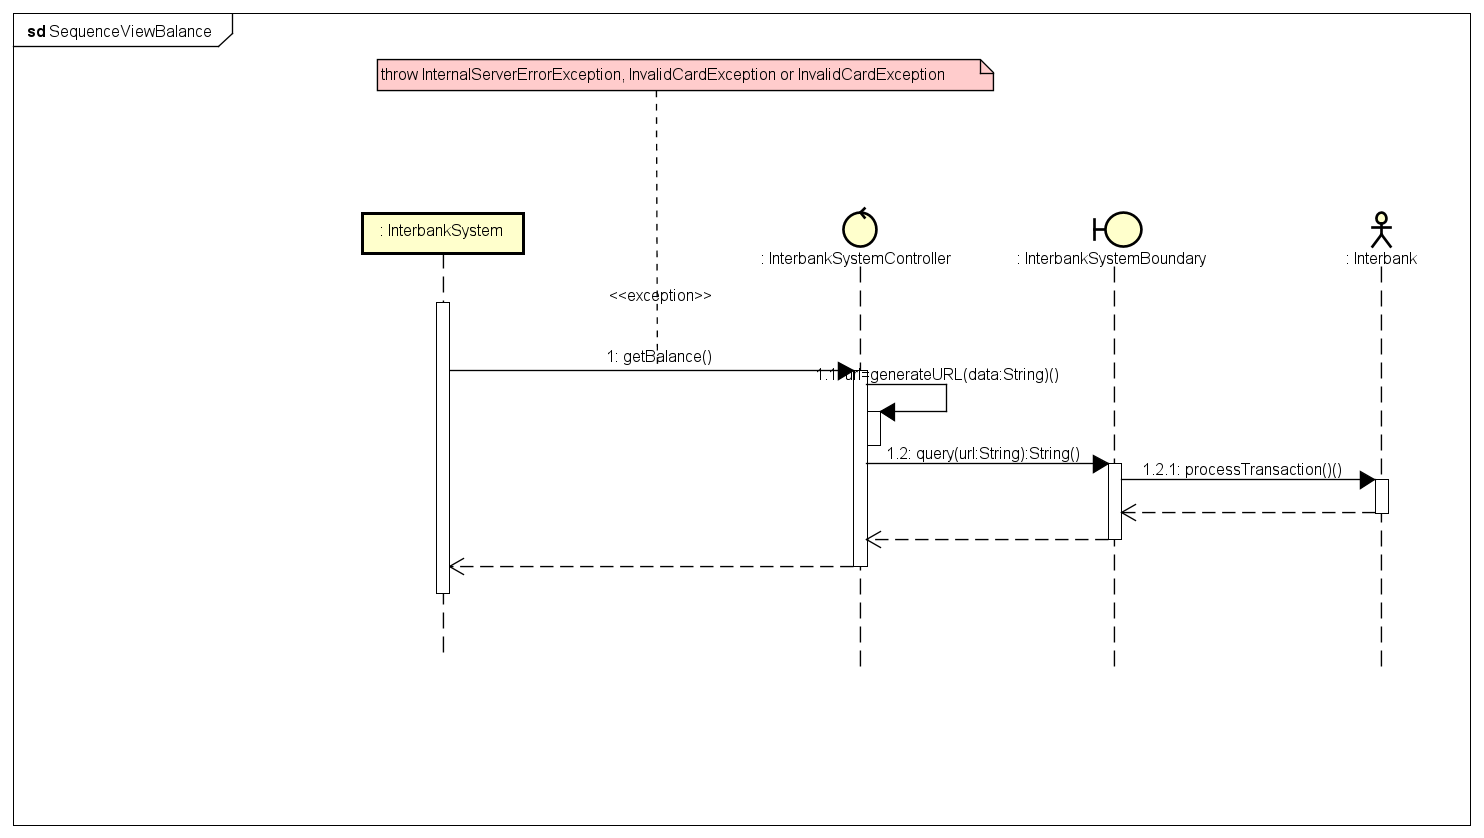 sd SequenceViewBalance
throw InternalServerErrorException, InvalidCardException or InvalidCardException
: InterbankSystem
: InterbankSystemController
: InterbankSystemBoundary
: Interbank
<<exception>>
1: getBalance()
1.1: url=generateURL(data:String)()
1.2: query(url:String):String()
1.2.1: processTransaction()()